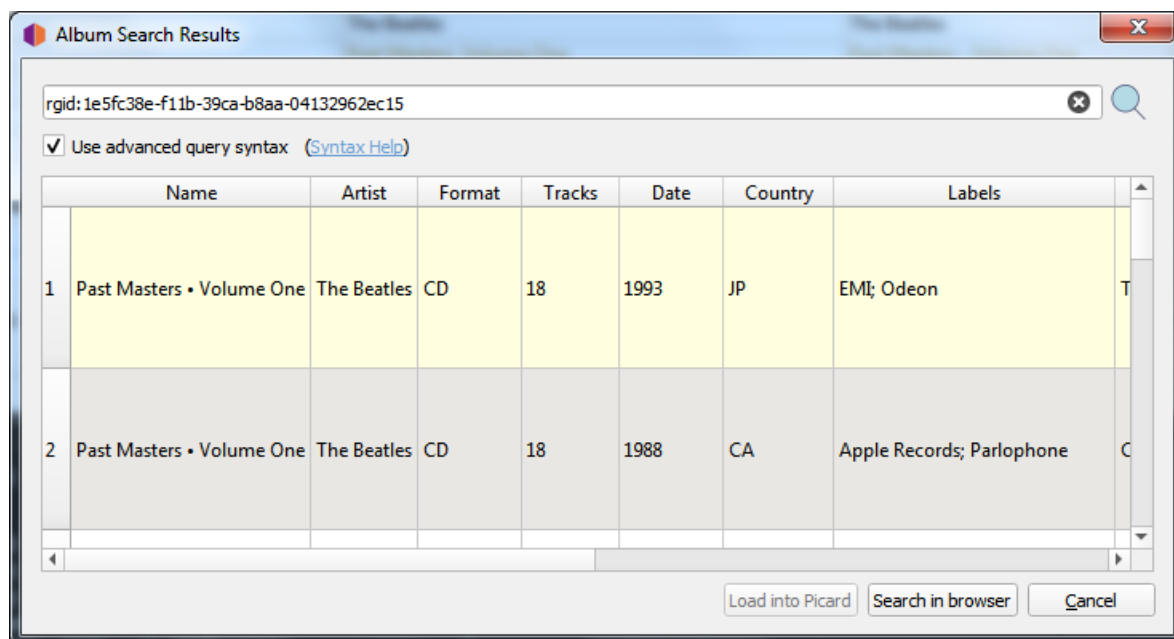 Album Search Results
rgid:1e5fc38e-f11b-39ca-b8aa-04132962ec15
Use advanced query syntax (Syntax Help)
Name Artist Format Tracks Date Country Labels
1 Past Masters • Volume One The Beatles CD 18 1993 JP EMI; Odeon T
2 Past Masters • Volume One The Beatles CD 18 1988 CA Apple Records; Parlophone C
Load into Picard Search in browser Cancel